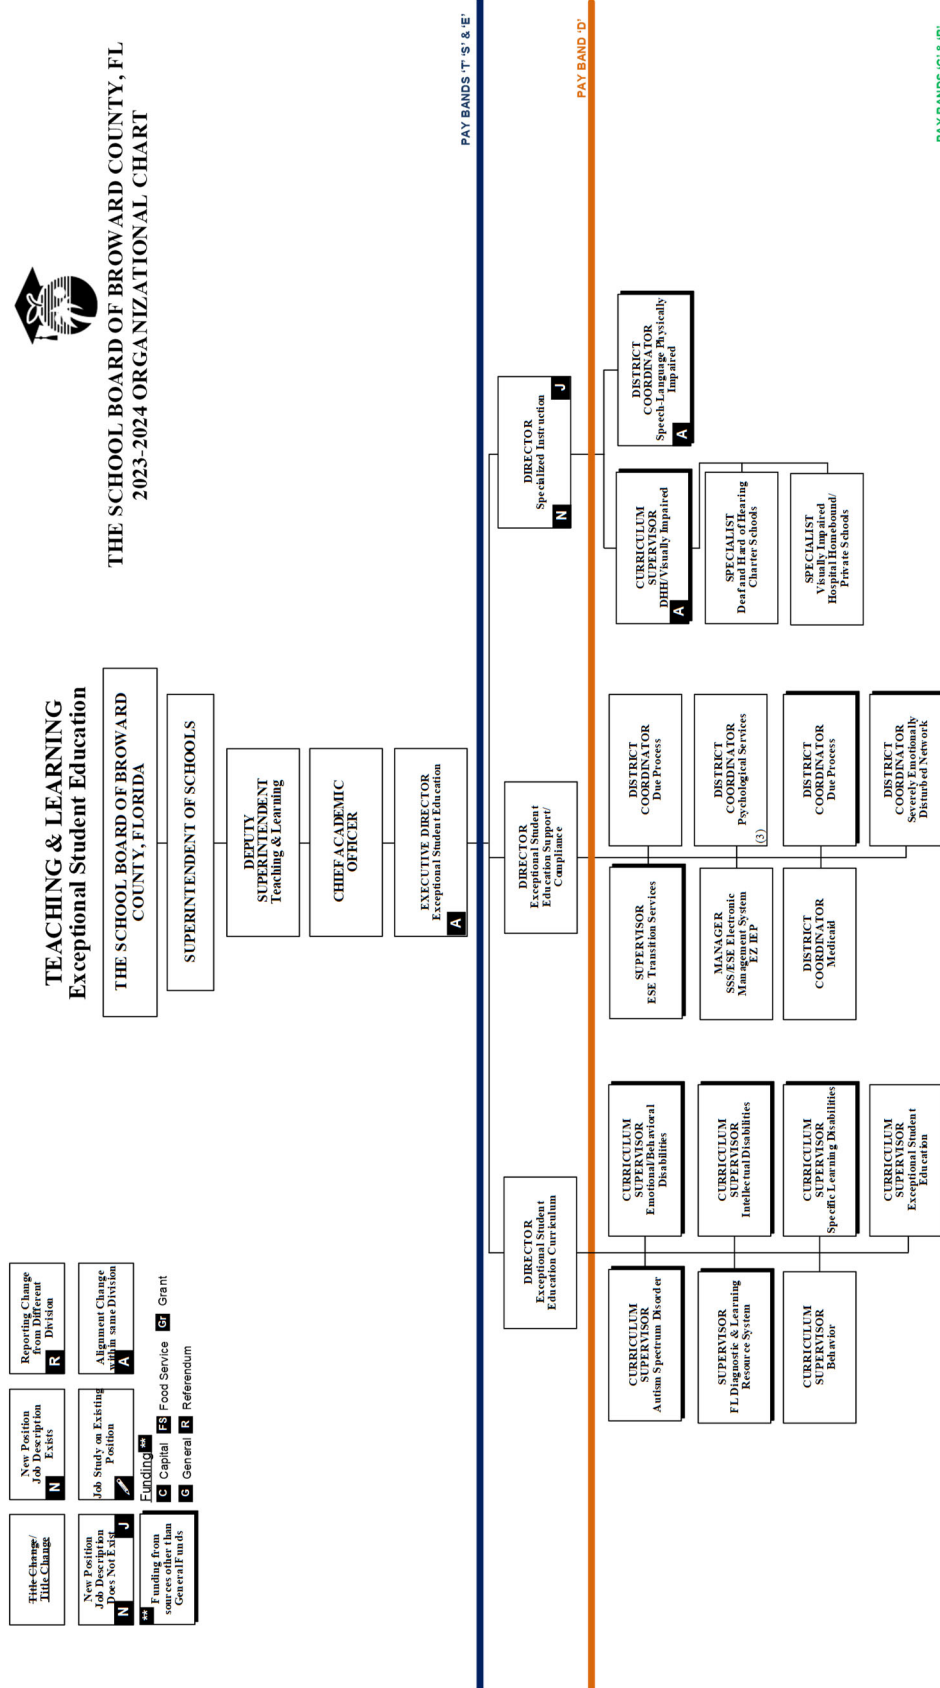 TEACHING & LEARNING
Exceptional Student Education
THE SCHOOL BOARD OF BROWARD COUNTY, FL
2023-2024 ORGANIZATIONAL CHART
Title Change/
Title Change
New Position
Job Description
Exists
N
Reporting Change
from Different
Division
R
New Position
Job Description
Does Not Exist
N
J
Job Study on Existing
Position
Alignment Change
within same Division
A
**
Funding from
sources other than
General Funds
Funding **
C Capital FS Food Service Gr Grant
G General R Referendum
THE SCHOOL BOARD OF BROWARD
COUNTY, FLORIDA
SUPERINTENDENT OF SCHOOLS
DEPUTY
SUPERINTENDENT
Teaching & Learning
CHIEF ACADEMIC
OFFICER
EXECUTIVE DIRECTOR
Exceptional Student Education
A
PAY BANDS 'T' 'S' & 'E'
DIRECTOR
Exceptional Student
Education Curriculum
DIRECTOR
Exceptional Student
Education Support/
Compliance
DIRECTOR
Specialized Instruction
N
J
PAY BAND 'D'
CURRICULUM
SUPERVISOR
Autism Spectrum Disorder
CURRICULUM
SUPERVISOR
Emotional/Behavioral
Disabilities
SUPERVISOR
FL Diagnostic & Learning
Resource System
CURRICULUM
SUPERVISOR
Intellectual Disabilities
CURRICULUM
SUPERVISOR
Behavior
CURRICULUM
SUPERVISOR
Specific Learning Disabilities
CURRICULUM
SUPERVISOR
Exceptional Student
Education
SUPERVISOR
ESE Transition Services
DISTRICT
COORDINATOR
Due Process
MANAGER
SSS/ESE Electronic
Management System
EZ IEP
DISTRICT
COORDINATOR
Psychological Services
(3)
DISTRICT
COORDINATOR
Medicaid
DISTRICT
COORDINATOR
Due Process
DISTRICT
COORDINATOR
Severely Emotionally
Disturbed Network
CURRICULUM
SUPERVISOR
DHH/Visually Impaired
A
DISTRICT
COORDINATOR
Speech-Language Physically
Impaired
A
SPECIALIST
Deaf and Hard of Hearing
Charter Schools
SPECIALIST
Visually Impaired
Hospital Homebound/
Private Schools